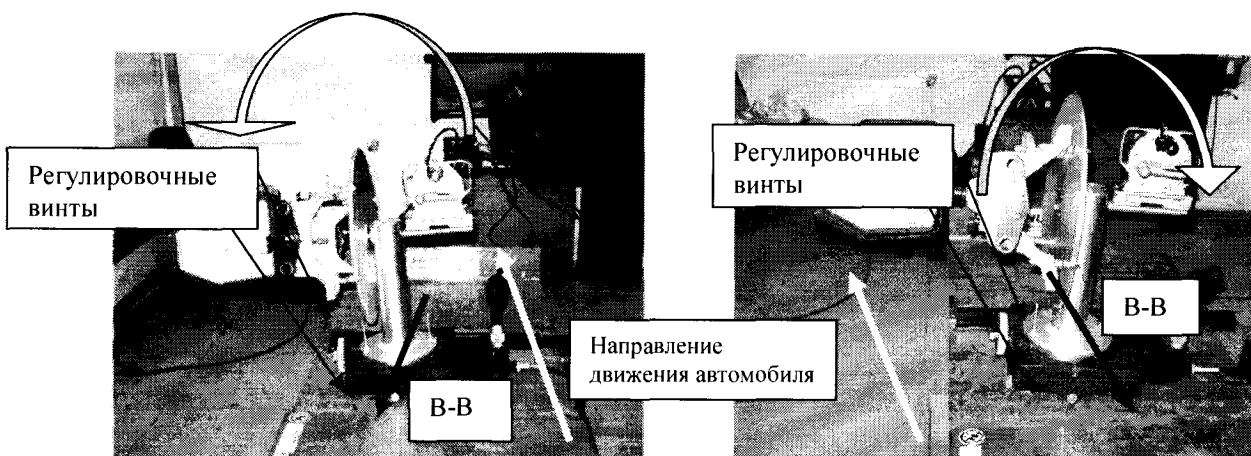 Регулировочные
винты
В-В
Направление
движения автомобиля
Регулировочные
винты
В-В